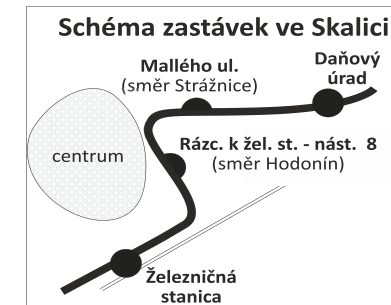 Schéma zastávek ve Skalici
Mallého ul.
(směr Strážnice)
Daňový
úrad
centrum
Rázc. k žel. st. - nást. 8
(směr Hodonín)
Železničná
stanica